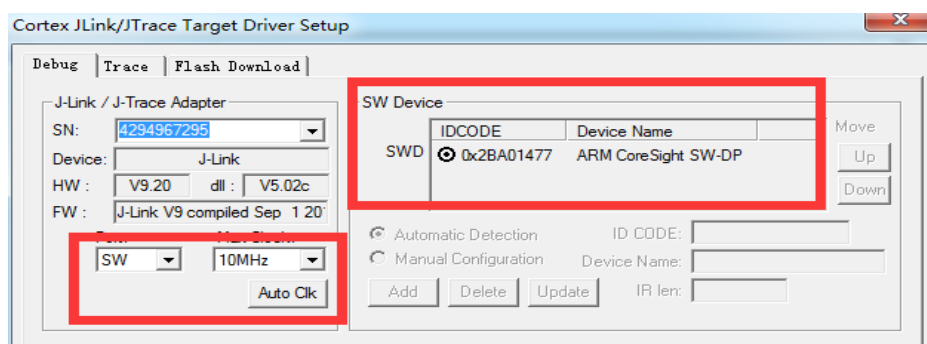 Cortex JLink/JTrace Target Driver Setup
Debug Trace Flash Download
J-Link / J-Trace Adapter
SN: 4294967295
Device: J-Link
HW : V9.20 dll : V5.02c
FW : J-Link V9 compiled Sep 1 20
SW 10MHz
Auto Clk
SW Device
IDCODE Device Name
SWD 0x2BA01477 ARM CoreSight SW-DP
Move
Up
Down
Automatic Detection ID CODE:
Manual Configuration Device Name:
Add Delete Update IR len: